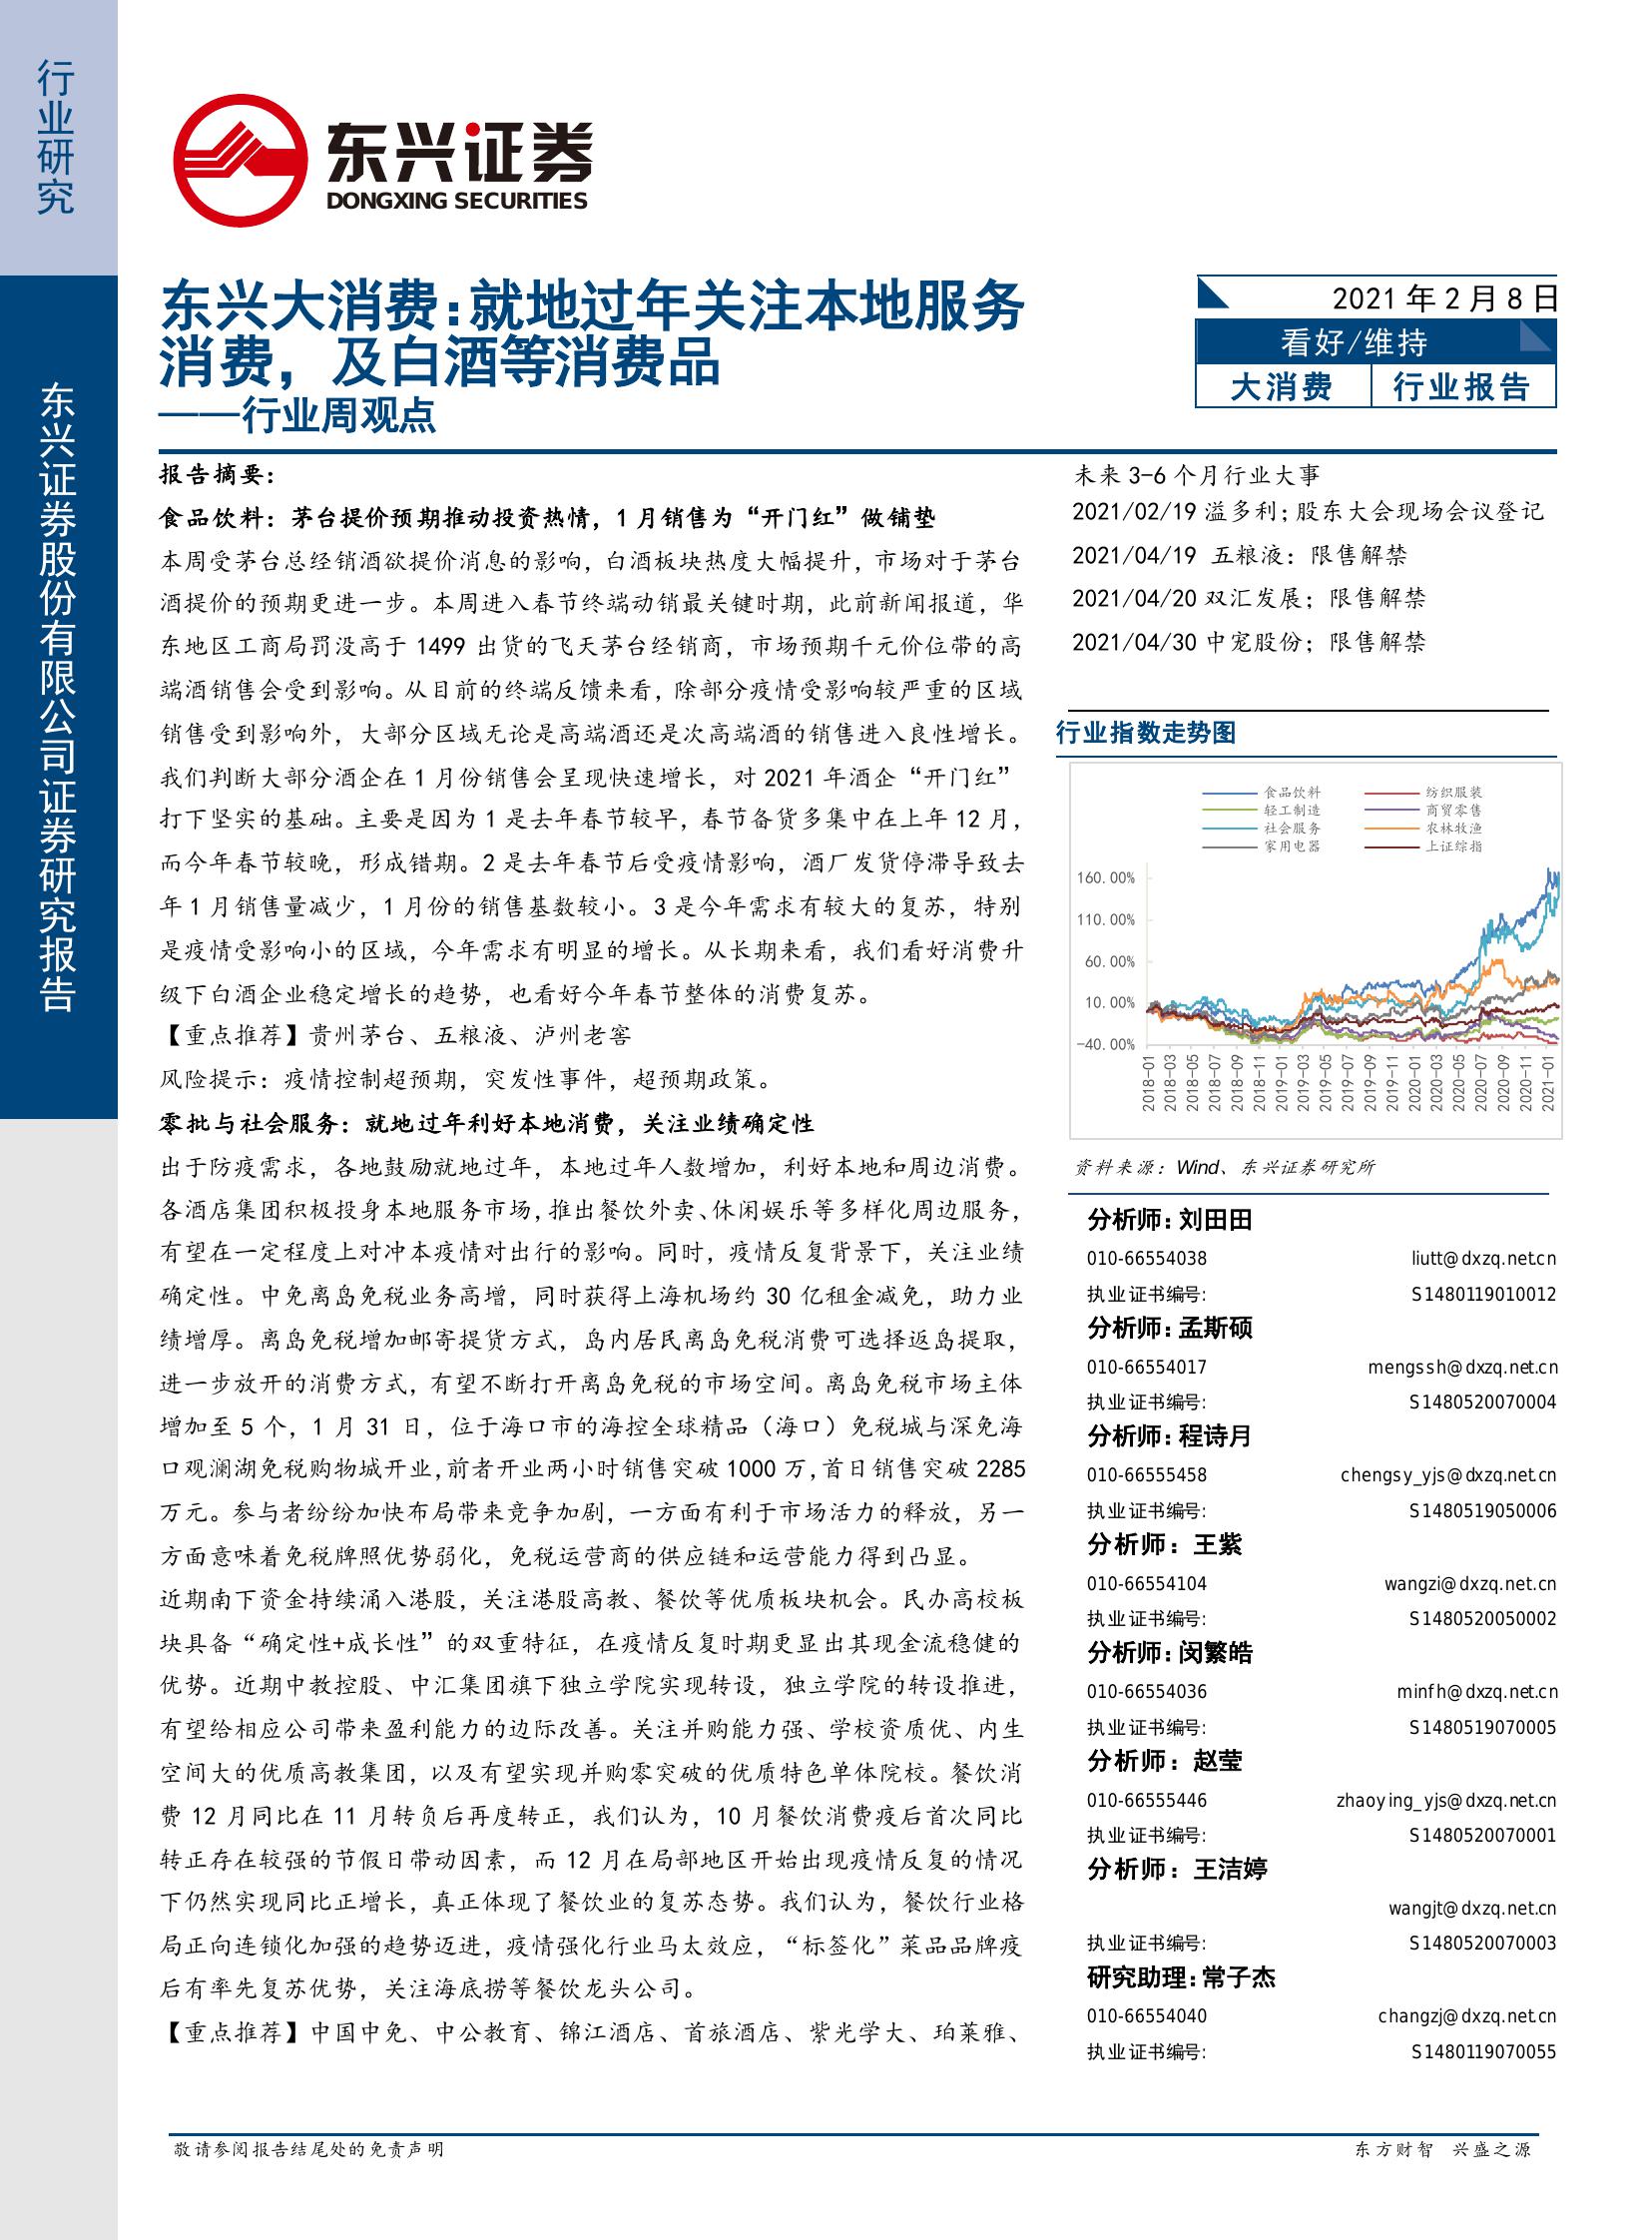 行业研究
东兴证券股份有限公司证券研究报告
东兴证券
DONGXING SECURITIES
东兴大消费：就地过年关注本地服务
消费，及白酒等消费品
——行业周观点
2021 年 2 月 8 日
看好/维持
大消费 行业报告
报告摘要：
食品饮料：茅台提价预期推动投资热情，1 月销售为“开门红”做铺垫
本周受茅台总经销酒欲提价消息的影响，白酒板块热度大幅提升，市场对于茅台
酒提价的预期更进一步。本周进入春节终端动销最关键时期，此前新闻报道，华
东地区工商局罚没高于 1499 出货的飞天茅台经销商，市场预期千元价位带的高
端酒销售会受到影响。从目前的终端反馈来看，除部分疫情受影响较严重的区域
销售受到影响外，大部分区域无论是高端酒还是次高端酒的销售进入良性增长。
我们判断大部分酒企在 1 月份销售会呈现快速增长，对 2021 年酒企“开门红”
打下坚实的基础。主要是因为 1 是去年春节较早，春节备货多集中在上年 12 月，
而今年春节较晚，形成错期。2 是去年春节后受疫情影响，酒厂发货停滞导致去
年 1 月销售量减少，1 月份的销售基数较小。3 是今年需求有较大的复苏，特别
是疫情受影响小的区域，今年需求有明显的增长。从长期来看，我们看好消费升
级下白酒企业稳定增长的趋势，也看好今年春节整体的消费复苏。
【重点推荐】贵州茅台、五粮液、泸州老窖
风险提示：疫情控制超预期，突发性事件，超预期政策。
零批与社会服务：就地过年利好本地消费，关注业绩确定性
出于防疫需求，各地鼓励就地过年，本地过年人数增加，利好本地和周边消费。
各酒店集团积极投身本地服务市场，推出餐饮外卖、休闲娱乐等多样化周边服务，
有望在一定程度上对冲本疫情对出行的影响。同时，疫情反复背景下，关注业绩
确定性。中免离岛免税业务高增，同时获得上海机场约 30 亿租金减免，助力业
绩增厚。离岛免税增加邮寄提货方式，岛内居民离岛免税消费可选择返岛提取，
进一步放开的消费方式，有望不断打开离岛免税的市场空间。离岛免税市场主体
增加至 5 个，1 月 31 日，位于海口市的海控全球精品（海口）免税城与深免海
口观澜湖免税购物城开业，前者开业两小时销售突破 1000 万，首日销售突破 2285
万元。参与者纷纷加快布局带来竞争加剧，一方面有利于市场活力的释放，另一
方面意味着免税牌照优势弱化，免税运营商的供应链和运营能力得到凸显。
近期南下资金持续涌入港股，关注港股高教、餐饮等优质板块机会。民办高校板
块具备“确定性+成长性”的双重特征，在疫情反复时期更显出其现金流稳健的
优势。近期中教控股、中汇集团旗下独立学院实现转设，独立学院的转设推进，
有望给相应公司带来盈利能力的边际改善。关注并购能力强、学校资质优、内生
空间大的优质高教集团，以及有望实现并购零突破的优质特色单体院校。餐饮消
费 12 月同比在 11 月转负后再度转正，我们认为，10 月餐饮消费疫后首次同比
转正存在较强的节假日带动因素，而 12 月在局部地区开始出现疫情反复的情况
下仍然实现同比正增长，真正体现了餐饮业的复苏态势。我们认为，餐饮行业格
局正向连锁化加强的趋势迈进，疫情强化行业马太效应，“标签化”菜品品牌疫
后有率先复苏优势，关注海底捞等餐饮龙头公司。
【重点推荐】中国中免、中公教育、锦江酒店、首旅酒店、紫光学大、珀莱雅、
未来 3-6 个月行业大事
2021/02/19 溢多利；股东大会现场会议登记
2021/04/19 五粮液：限售解禁
2021/04/20 双汇发展；限售解禁
2021/04/30 中宠股份；限售解禁
行业指数走势图
食品饮料 纺织服装
轻工制造 商贸零售
社会服务 农林牧渔
家用电器 上证综指
160.00%
110.00%
60.00%
10.00%
-40.00%
2018-01 2018-03 2018-05 2018-07 2018-09 2018-11 2019-01 2019-03 2019-05 2019-07 2019-09 2019-11 2020-01 2020-03 2020-05 2020-07 2020-09 2020-11 2021-01
资料来源：Wind、东兴证券研究所
分析师：刘田田
010-66554038 liutt@dxzq.net.cn
执业证书编号: S1480119010012
分析师：孟斯硕
010-66554017 mengssh@dxzq.net.cn
执业证书编号: S1480520070004
分析师：程诗月
010-66555458 chengsy_yjs@dxzq.net.cn
执业证书编号: S1480519050006
分析师：王紫
010-66554104 wangzi@dxzq.net.cn
执业证书编号: S1480520050002
分析师：闵繁皓
010-66554036 minfh@dxzq.net.cn
执业证书编号: S1480519070005
分析师：赵莹
010-66555446 zhaoying_yjs@dxzq.net.cn
执业证书编号: S1480520070001
分析师：王洁婷
wangjt@dxzq.net.cn
执业证书编号: S1480520070003
研究助理：常子杰
010-66554040 changzj@dxzq.net.cn
执业证书编号: S1480119070055
敬请参阅报告结尾处的免责声明
东方财智 兴盛之源